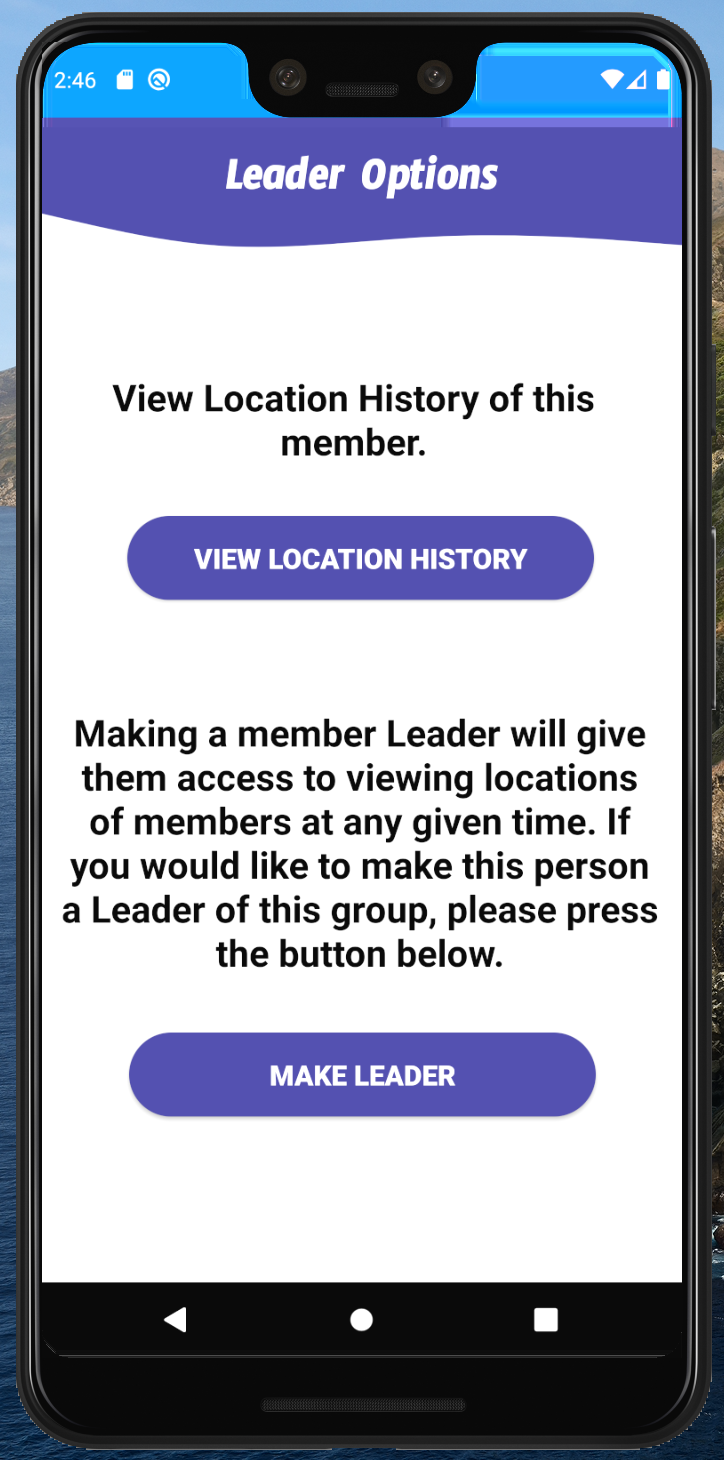 2:46
Leader Options
View Location History of this
member.
VIEW LOCATION HISTORY
Making a member Leader will give
them access to viewing locations
of members at any given time. If
you would like to make this person
a Leader of this group, please press
the button below.
MAKE LEADER